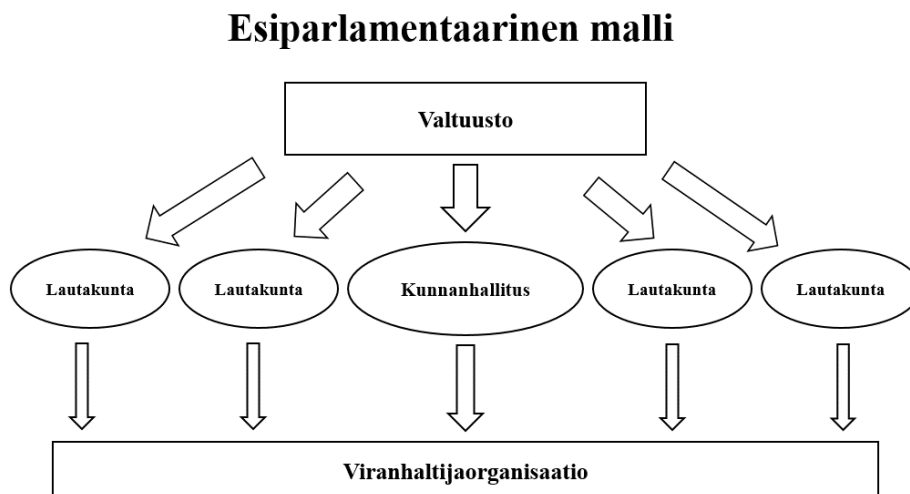 Esiparlamentaarinen malli
Valtuusto
Lautakunta
Lautakunta
Kunnanhallitus
Lautakunta
Lautakunta
Viranhaltijaorganisaatio